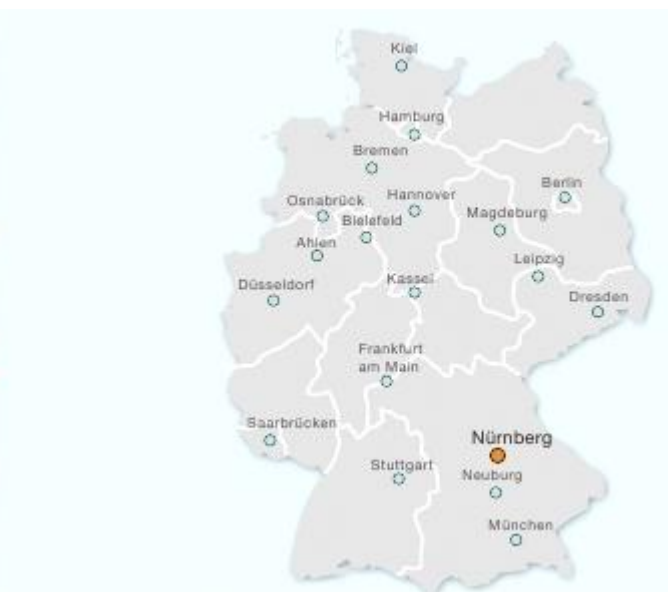 Kiel
Hamburg
Bremen
Berlin
Hannover
Osnabrück
Magdeburg
Bielefeld
Ahlen
Leipzig
Kassel
Düsseldorf
Dresden
Frankfurt
am Main
Saarbrücken
Nürnberg
Stuttgart
Neuburg
München